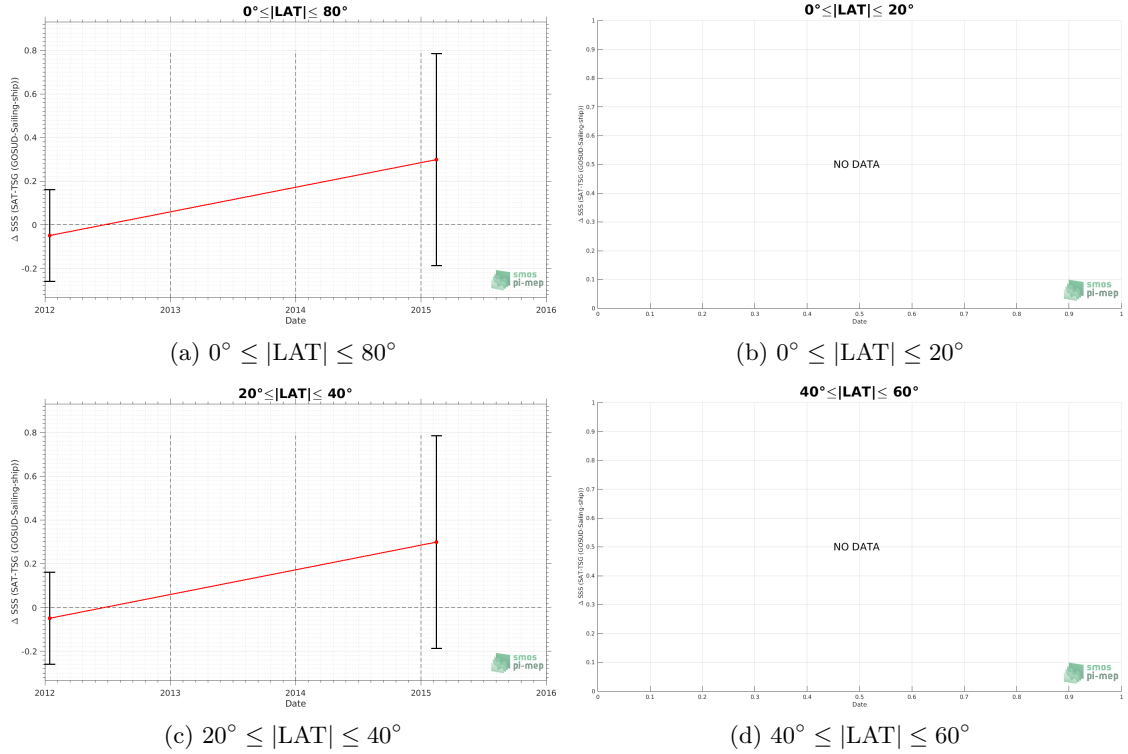 0°≤|LAT|≤ 80°
0.8
0.6
0.4
0.2
0
-0.2
Δ SSS (SAT-TSG (GOSUD-Sailing-ship))
2012 2013 2014 2015 2016
Date
smos
pi-mep
(a) 0° ≤ |LAT| ≤ 80°
0°≤|LAT|≤ 20°
1
0.9
0.8
0.7
0.6
0.5
0.4
0.3
0.2
0.1
0
Δ SSS (SAT-TSG (GOSUD-Sailing-ship))
NO DATA
0 0.1 0.2 0.3 0.4 0.5 0.6 0.7 0.8 0.9 1
Date
smos
pi-mep
(b) 0° ≤ |LAT| ≤ 20°
20°≤|LAT|≤ 40°
0.8
0.6
0.4
0.2
0
-0.2
Δ SSS (SAT-TSG (GOSUD-Sailing-ship))
2012 2013 2014 2015 2016
Date
smos
pi-mep
(c) 20° ≤ |LAT| ≤ 40°
40°≤|LAT|≤ 60°
1
0.9
0.8
0.7
0.6
0.5
0.4
0.3
0.2
0.1
0
Δ SSS (SAT-TSG (GOSUD-Sailing-ship))
NO DATA
0 0.1 0.2 0.3 0.4 0.5 0.6 0.7 0.8 0.9 1
Date
smos
pi-mep
(d) 40° ≤ |LAT| ≤ 60°